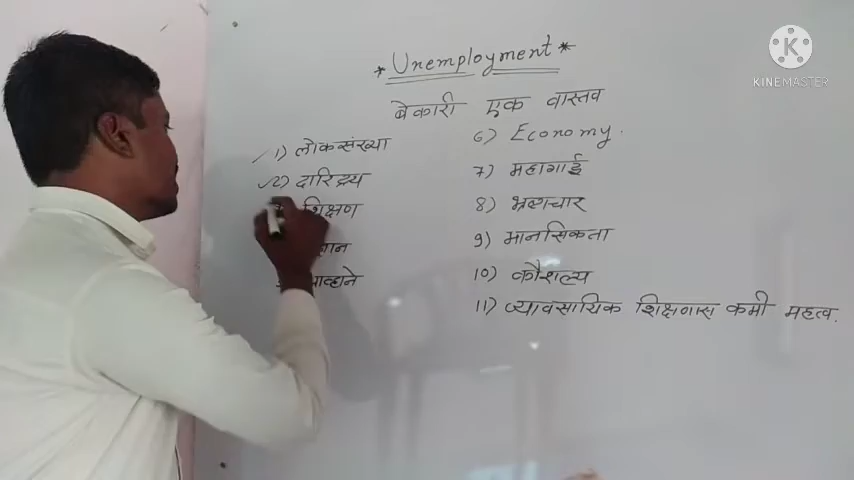 * Unemployment *
बेकारी एक वास्तव
1) लोकसंख्या
2) दारिद्र्य
शिक्षण
6) Economy.
7) महागाई
8) भ्रष्टाचार
9) मानसिकता
10) कौशल्य
11) व्यावसायिक शिक्षणास कमी महत्व.
K
KINEMASTER